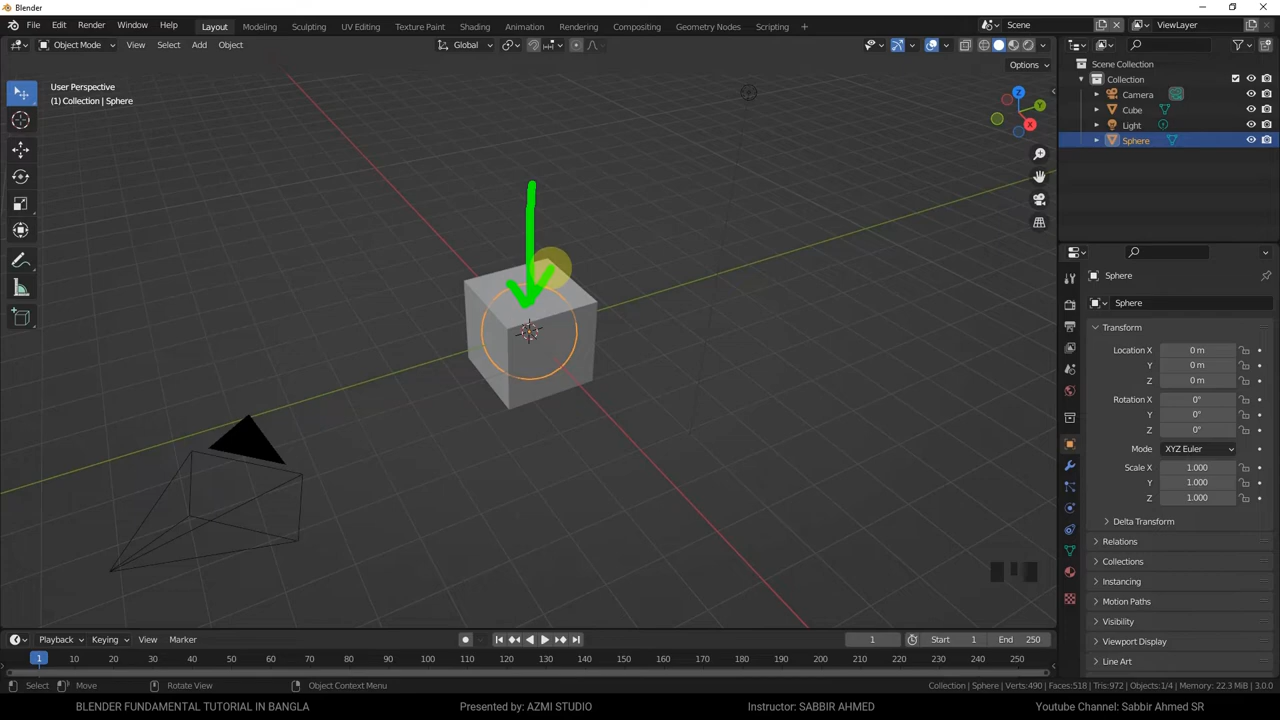 Blender
File Edit Render Window Help Layout Modeling Sculpting UV Editing Texture Paint Shading Animation Rendering Compositing Geometry Nodes Scripting + Scene ViewLayer
Object Mode View Select Add Object Global
Options
User Perspective
(1) Collection | Sphere
Z
Y
X
Scene Collection
Collection
Camera
Cube
Light
Sphere
Sphere
Sphere
Transform
Location X 0 m
Y 0 m
Z 0 m
Rotation X 0°
Y 0°
Z 0°
Mode XYZ Euler
Scale X 1.000
Y 1.000
Z 1.000
Delta Transform
Relations
Collections
Instancing
Motion Paths
Visibility
Viewport Display
Line Art
Playback Keying View Marker 1 Start 1 End 250
1 10 20 30 40 50 60 70 80 90 100 110 120 130 140 150 160 170 180 190 200 210 220 230 240 250
Select Move Rotate View Object Context Menu Collection | Sphere | Verts:490 | Faces:518 | Tris:972 | Objects:1/4 | Memory: 22.3 MiB | 3.0.0
BLENDER FUNDAMENTAL TUTORIAL IN BANGLA Presented by: AZMI STUDIO Instructor: SABBIR AHMED Youtube Channel: Sabbir Ahmed SR